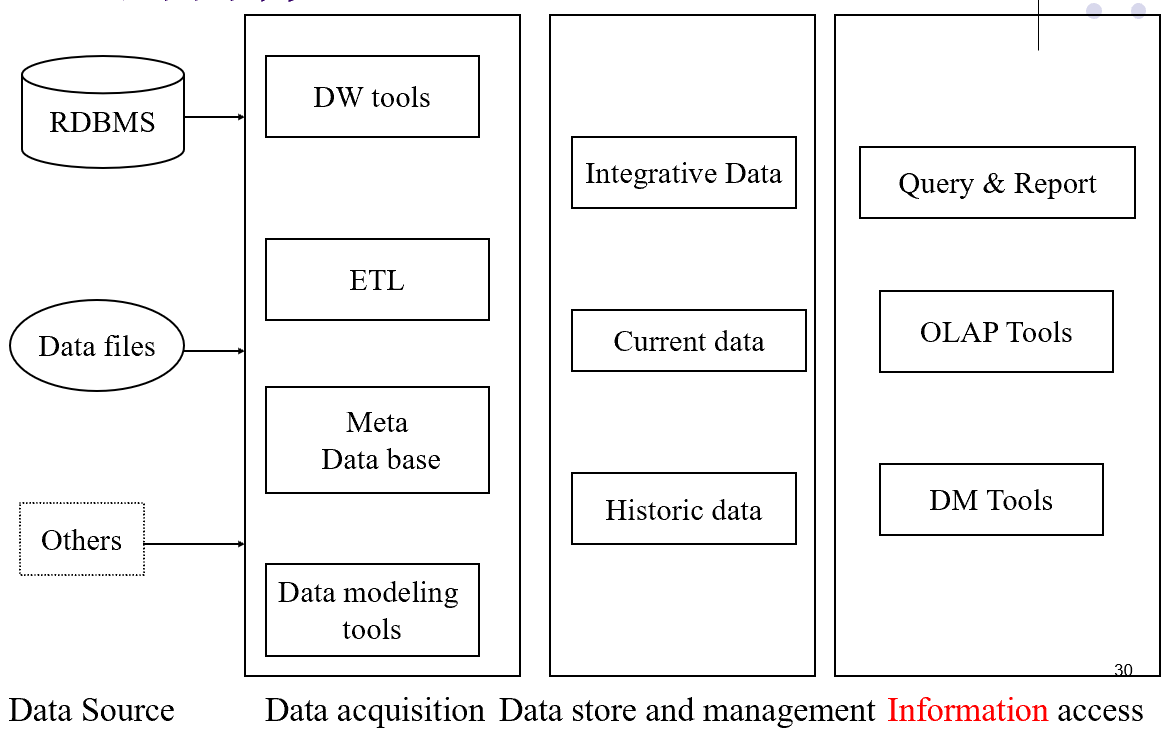 RDBMS
Data files
Others
DW tools
ETL
Meta
Data base
Data modeling
tools
Integrative Data
Current data
Historic data
Query & Report
OLAP Tools
DM Tools
30
Data Source
Data acquisition
Data store and management
Information access